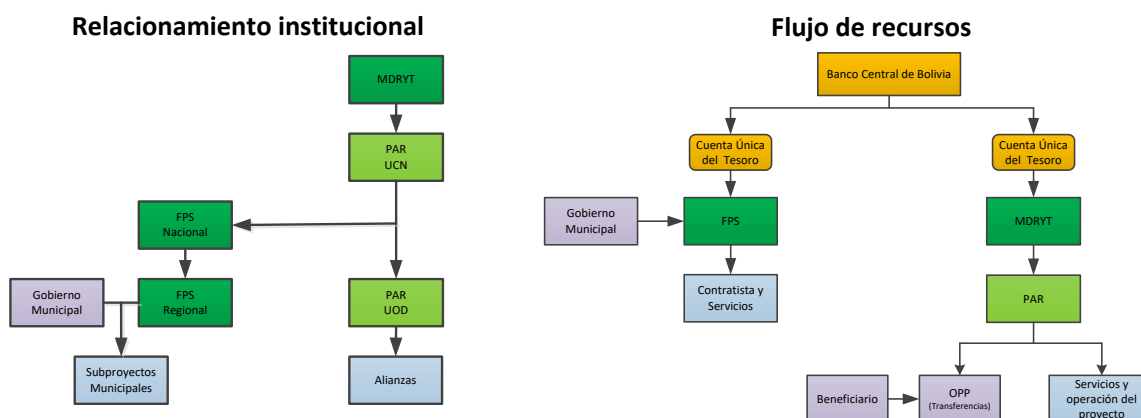 Relacionamiento institucional
MDRYT
PAR
UCN
FPS
Nacional
Gobierno
Municipal
FPS
Regional
PAR
UOD
Subproyectos
Municipales
Alianzas
Flujo de recursos
Banco Central de Bolivia
Cuenta Única
del Tesoro
Cuenta Única
del Tesoro
Gobierno
Municipal
FPS
MDRYT
Contratista y
Servicios
PAR
Beneficiario
OPP
(Transferencias)
Servicios y
operación del
proyecto